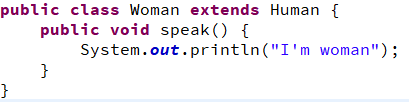 public class Woman extends Human {
    public void speak() {
        System.out.println("I'm woman");
    }
}